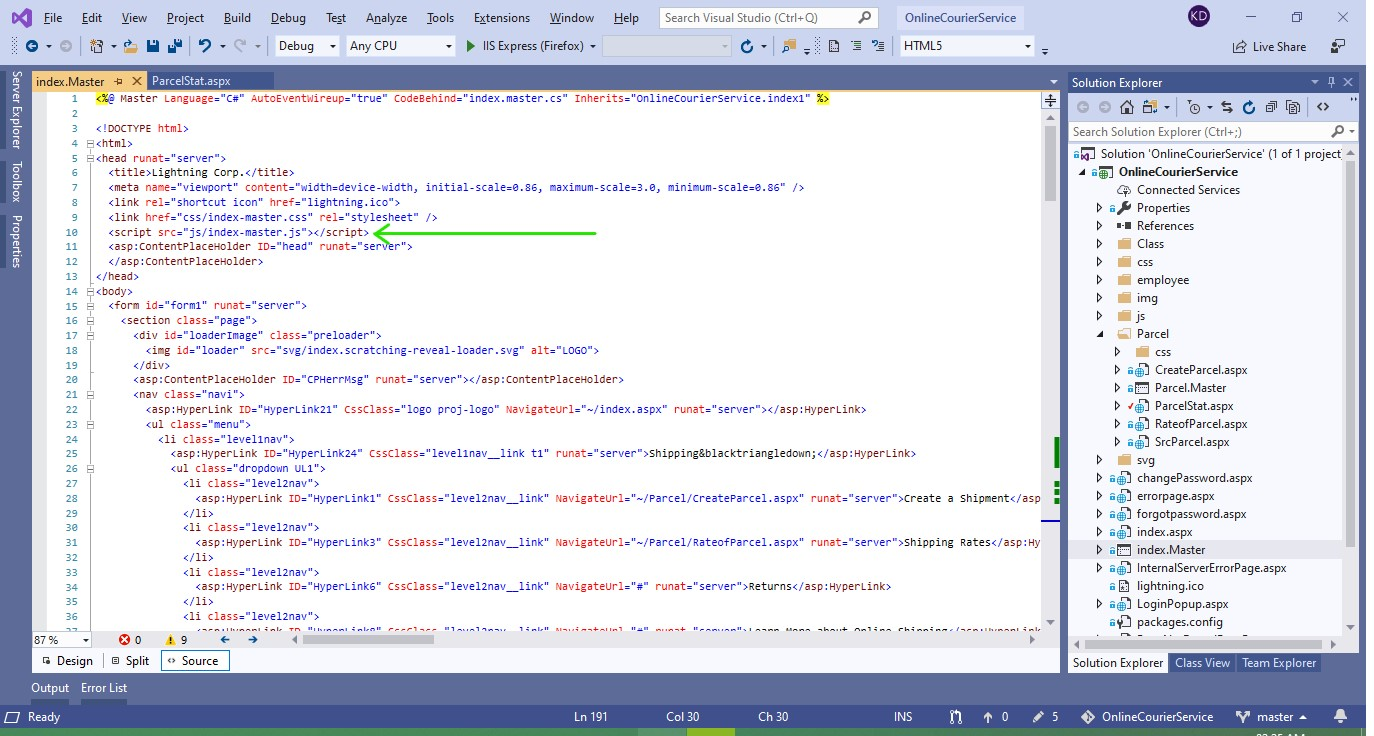 File Edit View Project Build Debug Test Analyze Tools Extensions Window Help Search Visual Studio (Ctrl+Q) OnlineCourierService KD
Debug Any CPU IIS Express (Firefox) HTML5 Live Share
Server Explorer
Toolbox
Properties
index.Master ParcelStat.aspx
1 <%@ Master Language="C#" AutoEventWireup="true" CodeBehind="index.master.cs" Inherits="OnlineCourierService.index1" %>
2
3 <!DOCTYPE html>
4 <html>
5 <head runat="server">
6 <title>Lightning Corp.</title>
7 <meta name="viewport" content="width=device-width, initial-scale=0.86, maximum-scale=3.0, minimum-scale=0.86" />
8 <link rel="shortcut icon" href="lightning.ico">
9 <link href="css/index-master.css" rel="stylesheet" />
10 <script src="js/index-master.js"></script>
11 <asp:ContentPlaceHolder ID="head" runat="server">
12 </asp:ContentPlaceHolder>
13 </head>
14 <body>
15 <form id="form1" runat="server">
16 <section class="page">
17 <div id="loaderImage" class="preloader">
18 <img id="loader" src="svg/index.scratching-reveal-loader.svg" alt="LOGO">
19 </div>
20 <asp:ContentPlaceHolder ID="CPHerrMsg" runat="server"></asp:ContentPlaceHolder>
21 <nav class="navi">
22 <asp:HyperLink ID="HyperLink21" CssClass="logo proj-logo" NavigateUrl="~/index.aspx" runat="server"></asp:HyperLink>
23 <ul class="menu">
24 <li class="level1nav">
25 <asp:HyperLink ID="HyperLink24" CssClass="level1nav__link t1" runat="server">Shipping&blacktriangledown;</asp:HyperLink>
26 <ul class="dropdown UL1">
27 <li class="level2nav">
28 <asp:HyperLink ID="HyperLink1" CssClass="level2nav__link" NavigateUrl="~/Parcel/CreateParcel.aspx" runat="server">Create a Shipment</asp
29 </li>
30 <li class="level2nav">
31 <asp:HyperLink ID="HyperLink3" CssClass="level2nav__link" NavigateUrl="~/Parcel/RateofParcel.aspx" runat="server">Shipping Rates</asp:Hy
32 </li>
33 <li class="level2nav">
34 <asp:HyperLink ID="HyperLink6" CssClass="level2nav__link" NavigateUrl="#" runat="server">Returns</asp:HyperLink>
35 </li>
36 <li class="level2nav">
87 % 0 9
Design Split Source
Solution Explorer
Search Solution Explorer (Ctrl+;)
Solution 'OnlineCourierService' (1 of 1 project
OnlineCourierService
Connected Services
Properties
References
Class
css
employee
img
js
Parcel
css
CreateParcel.aspx
Parcel.Master
ParcelStat.aspx
RateofParcel.aspx
SrcParcel.aspx
svg
changePassword.aspx
errorpage.aspx
forgotpassword.aspx
index.aspx
index.Master
InternalServerErrorPage.aspx
lightning.ico
LoginPopup.aspx
packages.config
Solution Explorer Class View Team Explorer
Output Error List
Ready Ln 191 Col 30 Ch 30 INS 0 5 OnlineCourierService master